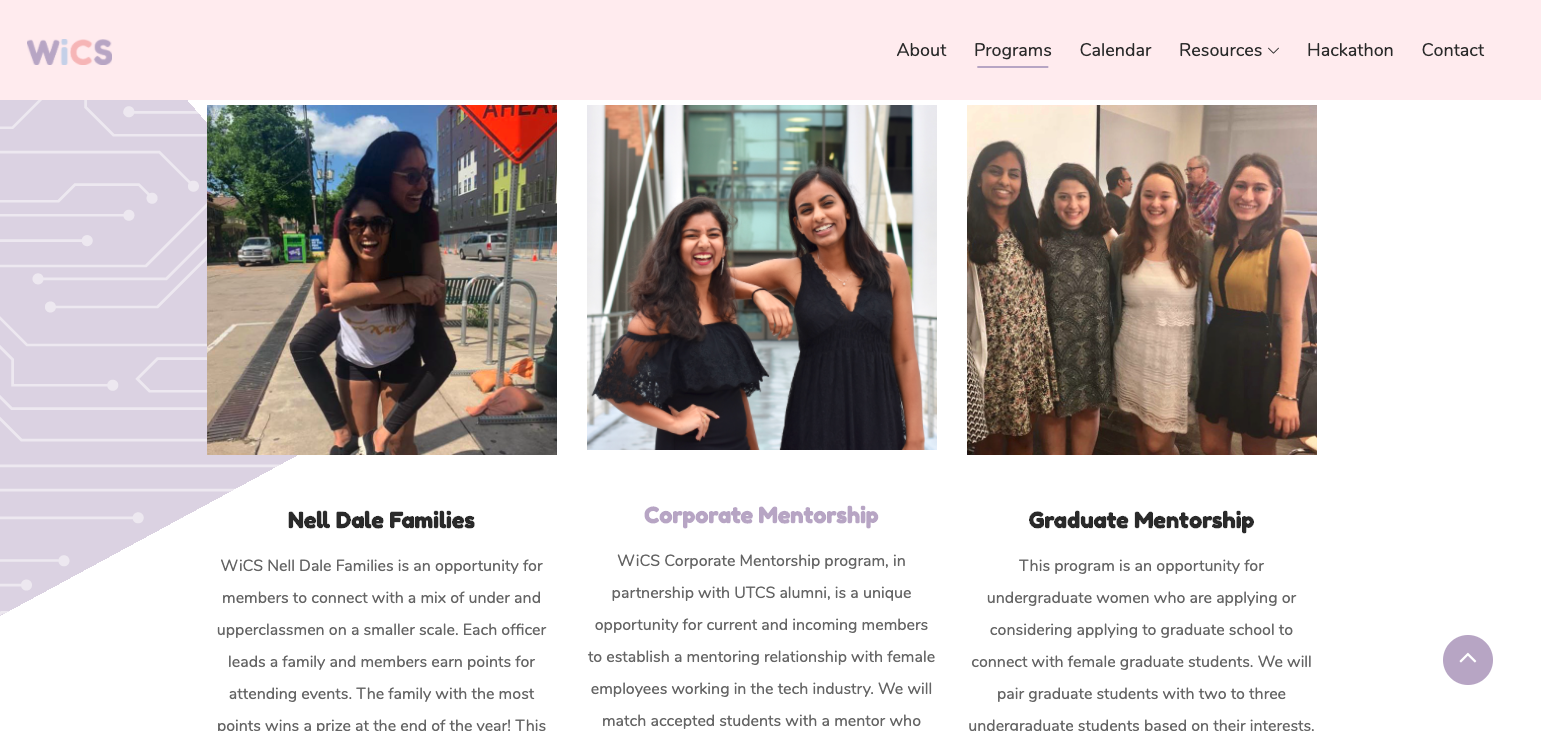 WiCS
About
Programs
Calendar
Resources
Hackathon
Contact
AHEAD
Nell Dale Families
WiCS Nell Dale Families is an opportunity for
members to connect with a mix of under and
upperclassmen on a smaller scale. Each officer
leads a family and members earn points for
attending events. The family with the most
points wins a prize at the end of the year! This
Corporate Mentorship
WiCS Corporate Mentorship program, in
partnership with UTCS alumni, is a unique
opportunity for current and incoming members
to establish a mentoring relationship with female
employees working in the tech industry. We will
match accepted students with a mentor who
Graduate Mentorship
This program is an opportunity for
undergraduate women who are applying or
considering applying to graduate school to
connect with female graduate students. We will
pair graduate students with two to three
undergraduate students based on their interests.